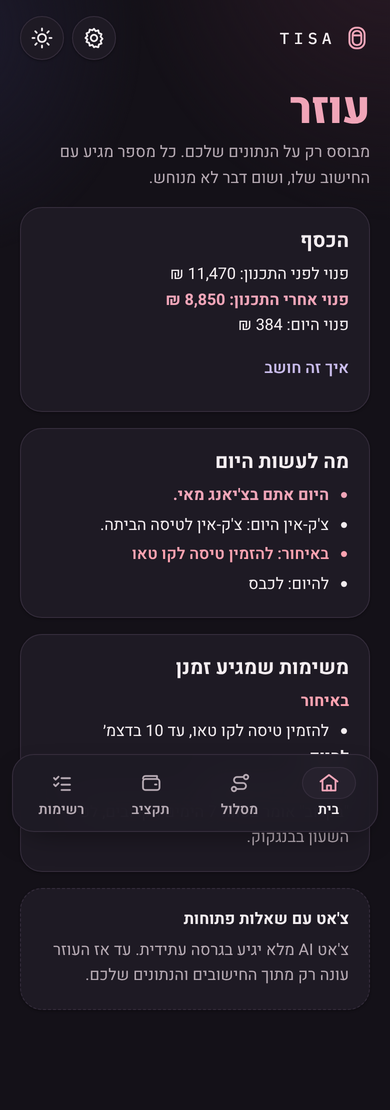 TISA
עוזר
מבוסס רק על הנתונים שלכם. כל מספר מגיע עם
החישוב שלו, ושום דבר לא מנוחש.
הכסף
פנוי לפני התכנון: 11,470 ₪
פנוי אחרי התכנון: 8,850 ₪
פנוי היום: 384 ₪
איך זה חושב
מה לעשות היום
• היום אתם בצ'יאנג מאי.
• צ'ק-אין היום: צ'ק-אין לטיסה הביתה.
• באיחור: להזמין טיסה לקו טאו
• להיום: לכבס
משימות שמגיע זמנן
באיחור
• להזמין טיסה לקו טאו, עד 10 בדצמ׳
בית
מסלול
תקציב
רשימות
השעון בבנגקוק.
צ'אט עם שאלות פתוחות
צ'אט AI מלא יגיע בגרסה עתידית. עד אז העוזר
עונה רק מתוך החישובים והנתונים שלכם.